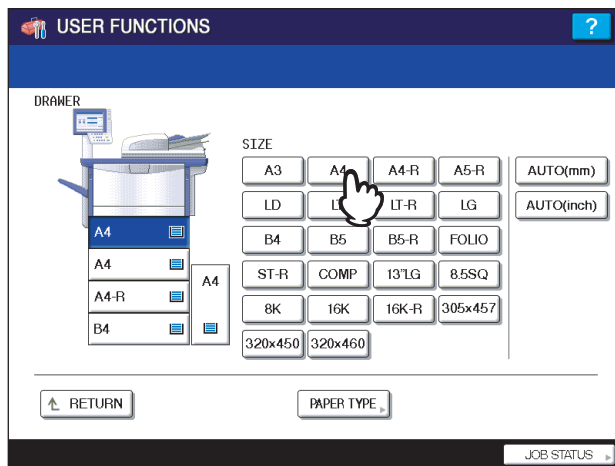 USER FUNCTIONS ?
DRAWER
SIZE
A3 A4 A4-R A5-R AUTO(mm)
LD LT-R LG AUTO(inch)
B4 B5 B5-R FOLIO
ST-R COMP 13"LG 8.5SQ
8K 16K 16K-R 305x457
320x450 320x460
A4
A4
A4-R
B4
A4
RETURN PAPER TYPE
JOB STATUS